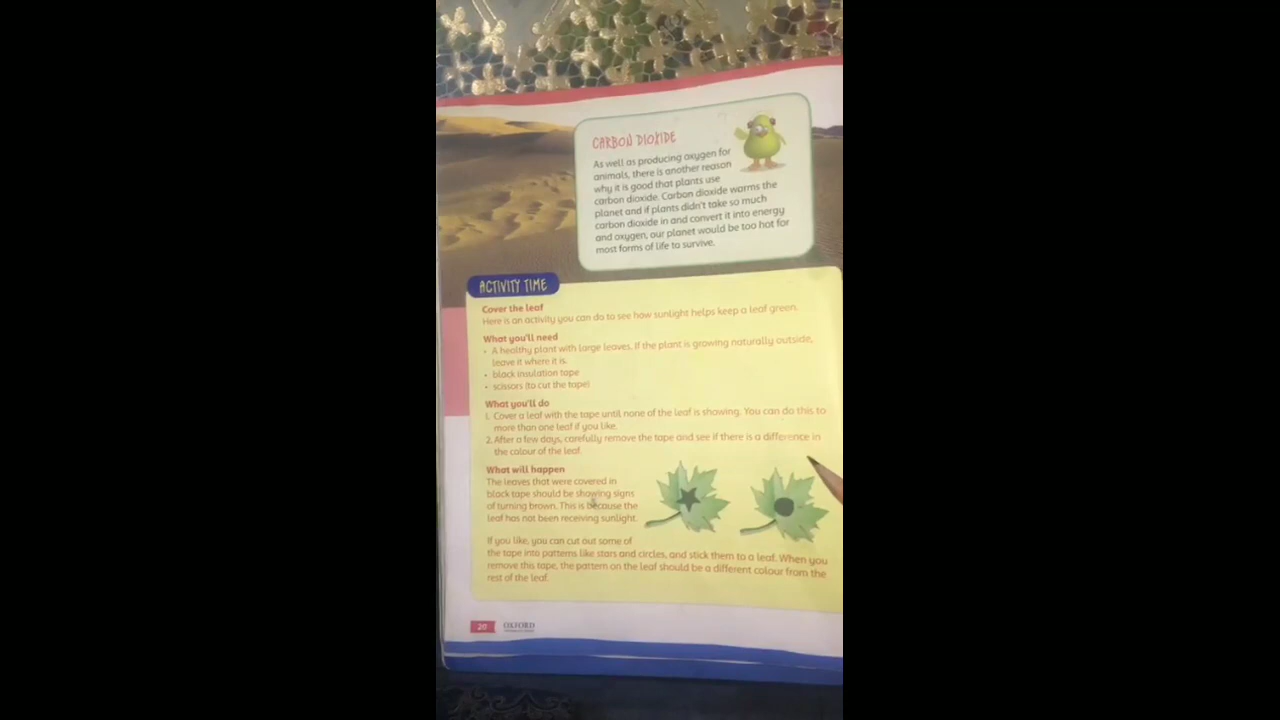 CARBON DIOXIDE
As well as producing oxygen for
animals, there is another reason
why it is good that plants use
carbon dioxide. Carbon dioxide warms the
planet and if plants didn't take so much
carbon dioxide in and convert it into energy
and oxygen, our planet would be too hot for
most forms of life to survive.
ACTIVITY TIME
Cover the leaf
Here is an activity you can do to see how sunlight helps keep a leaf green.
What you'll need
• A healthy plant with large leaves. If the plant is growing naturally outside,
leave it where it is.
• black insulation tape
• scissors (to cut the tape)
What you'll do
1. Cover a leaf with the tape until none of the leaf is showing. You can do this to
more than one leaf if you like.
2. After a few days, carefully remove the tape and see if there is a difference in
the colour of the leaf.
What will happen
The leaves that were covered in
black tape should be showing signs
of turning brown. This is because the
leaf has not been receiving sunlight.
If you like, you can cut out some of
the tape into patterns like stars and circles, and stick them to a leaf. When you
remove this tape, the pattern on the leaf should be a different colour from the
rest of the leaf.
20
OXFORD